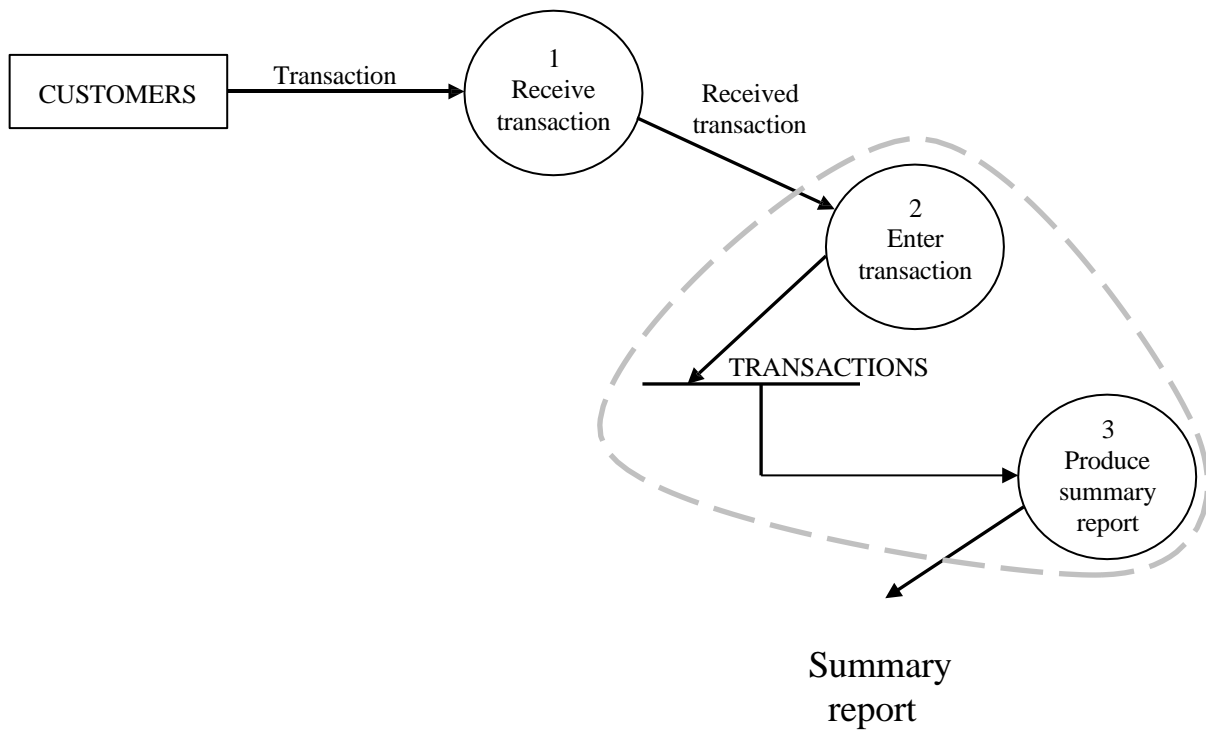 CUSTOMERS
Transaction
1
Receive
transaction
Received
transaction
2
Enter
transaction
TRANSACTIONS
3
Produce
summary
report
Summary
report